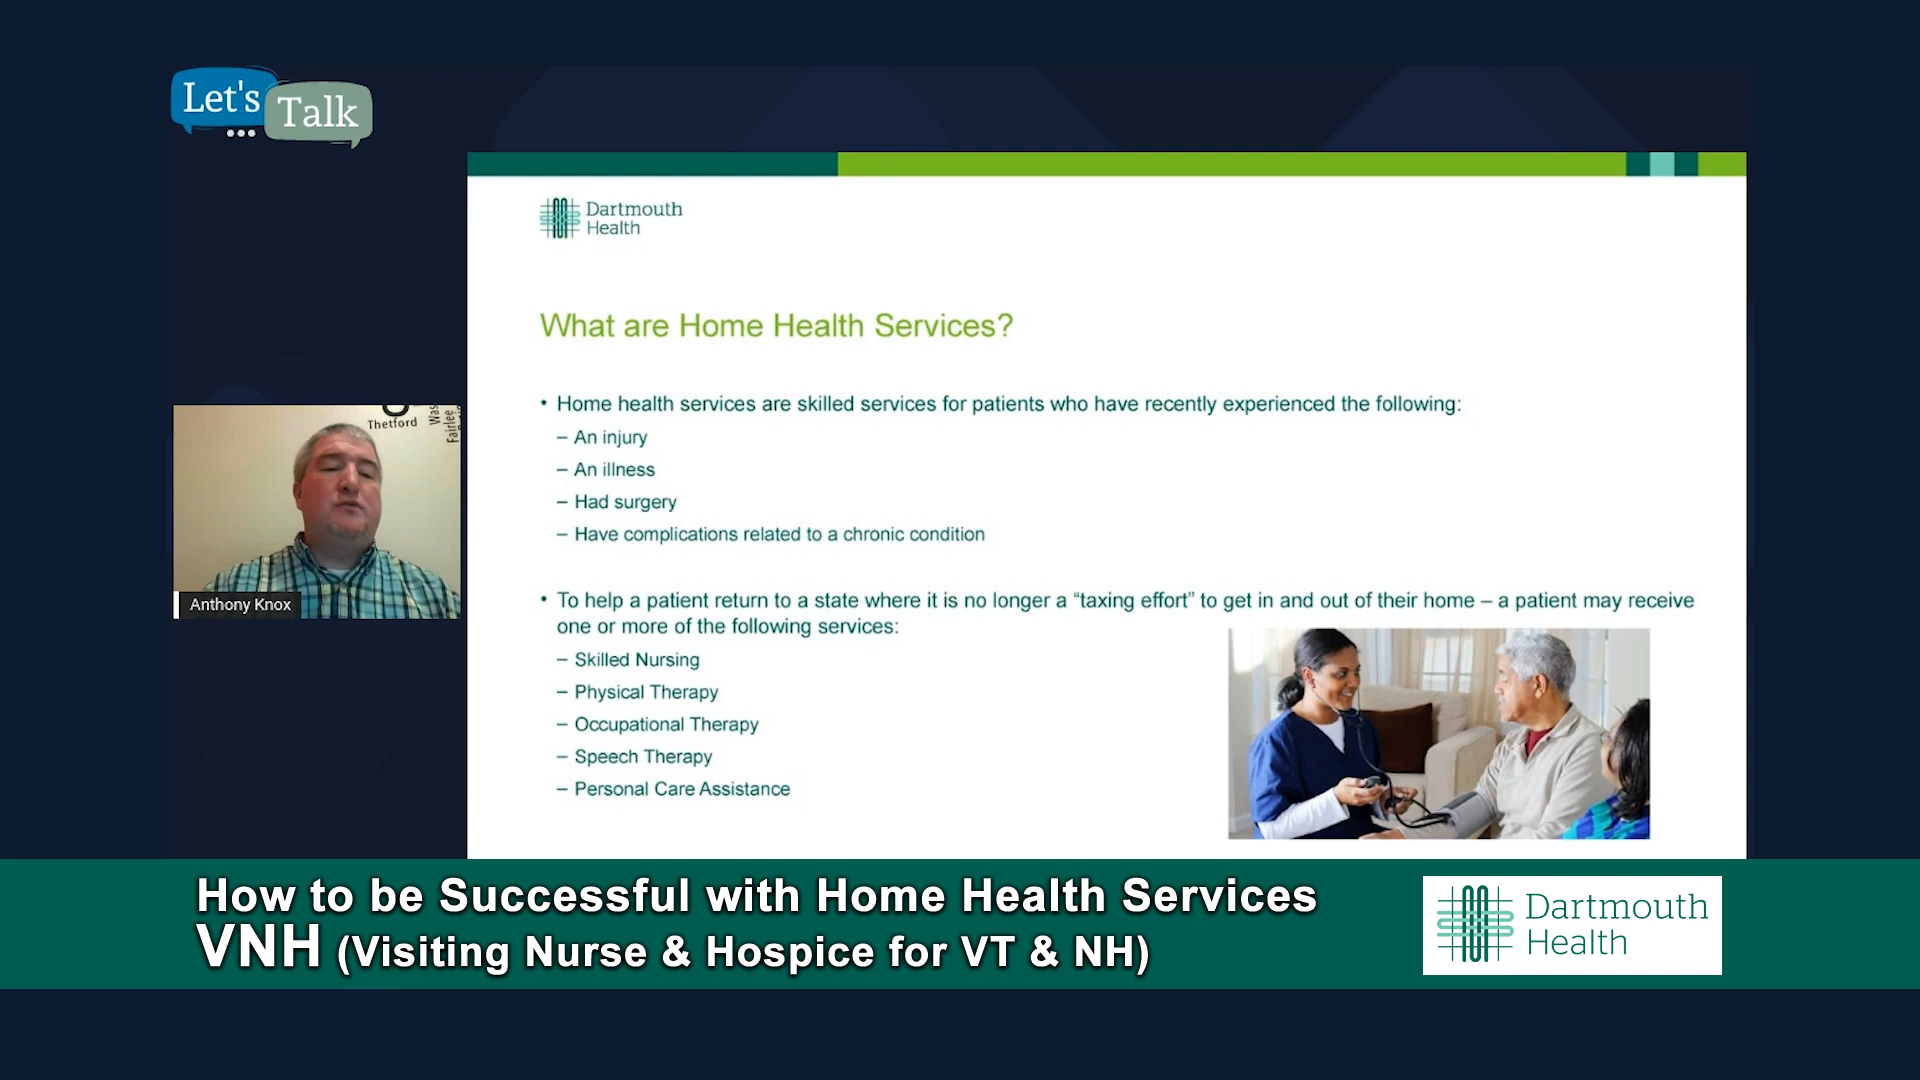 Let's
Talk
Dartmouth
Health
What are Home Health Services?
• Home health services are skilled services for patients who have recently experienced the following:
– An injury
– An illness
– Had surgery
– Have complications related to a chronic condition
• To help a patient return to a state where it is no longer a “taxing effort” to get in and out of their home – a patient may receive
one or more of the following services:
– Skilled Nursing
– Physical Therapy
– Occupational Therapy
– Speech Therapy
– Personal Care Assistance
Thetford
Fairlee
Anthony Knox
How to be Successful with Home Health Services
VNH (Visiting Nurse & Hospice for VT & NH)
Dartmouth
Health